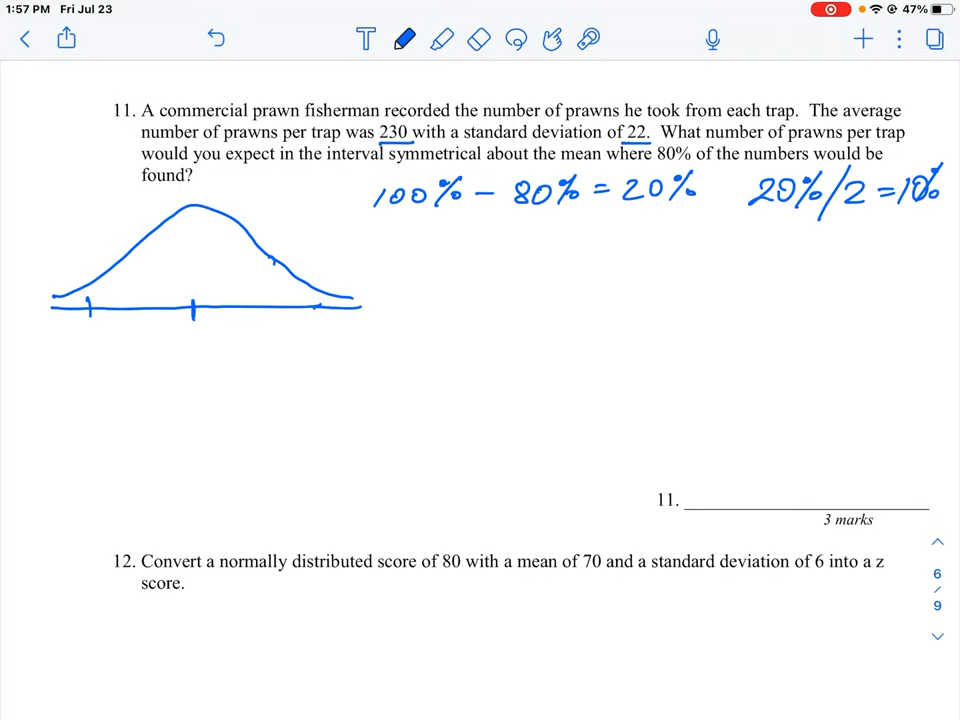 1:57 PM Fri Jul 23
47%
T
11. A commercial prawn fisherman recorded the number of prawns he took from each trap. The average
number of prawns per trap was 230 with a standard deviation of 22. What number of prawns per trap
would you expect in the interval symmetrical about the mean where 80% of the numbers would be
found?
100% - 80% = 20% 20%/2 = 10%
11.
3 marks
12. Convert a normally distributed score of 80 with a mean of 70 and a standard deviation of 6 into a z
score.
6
/
9